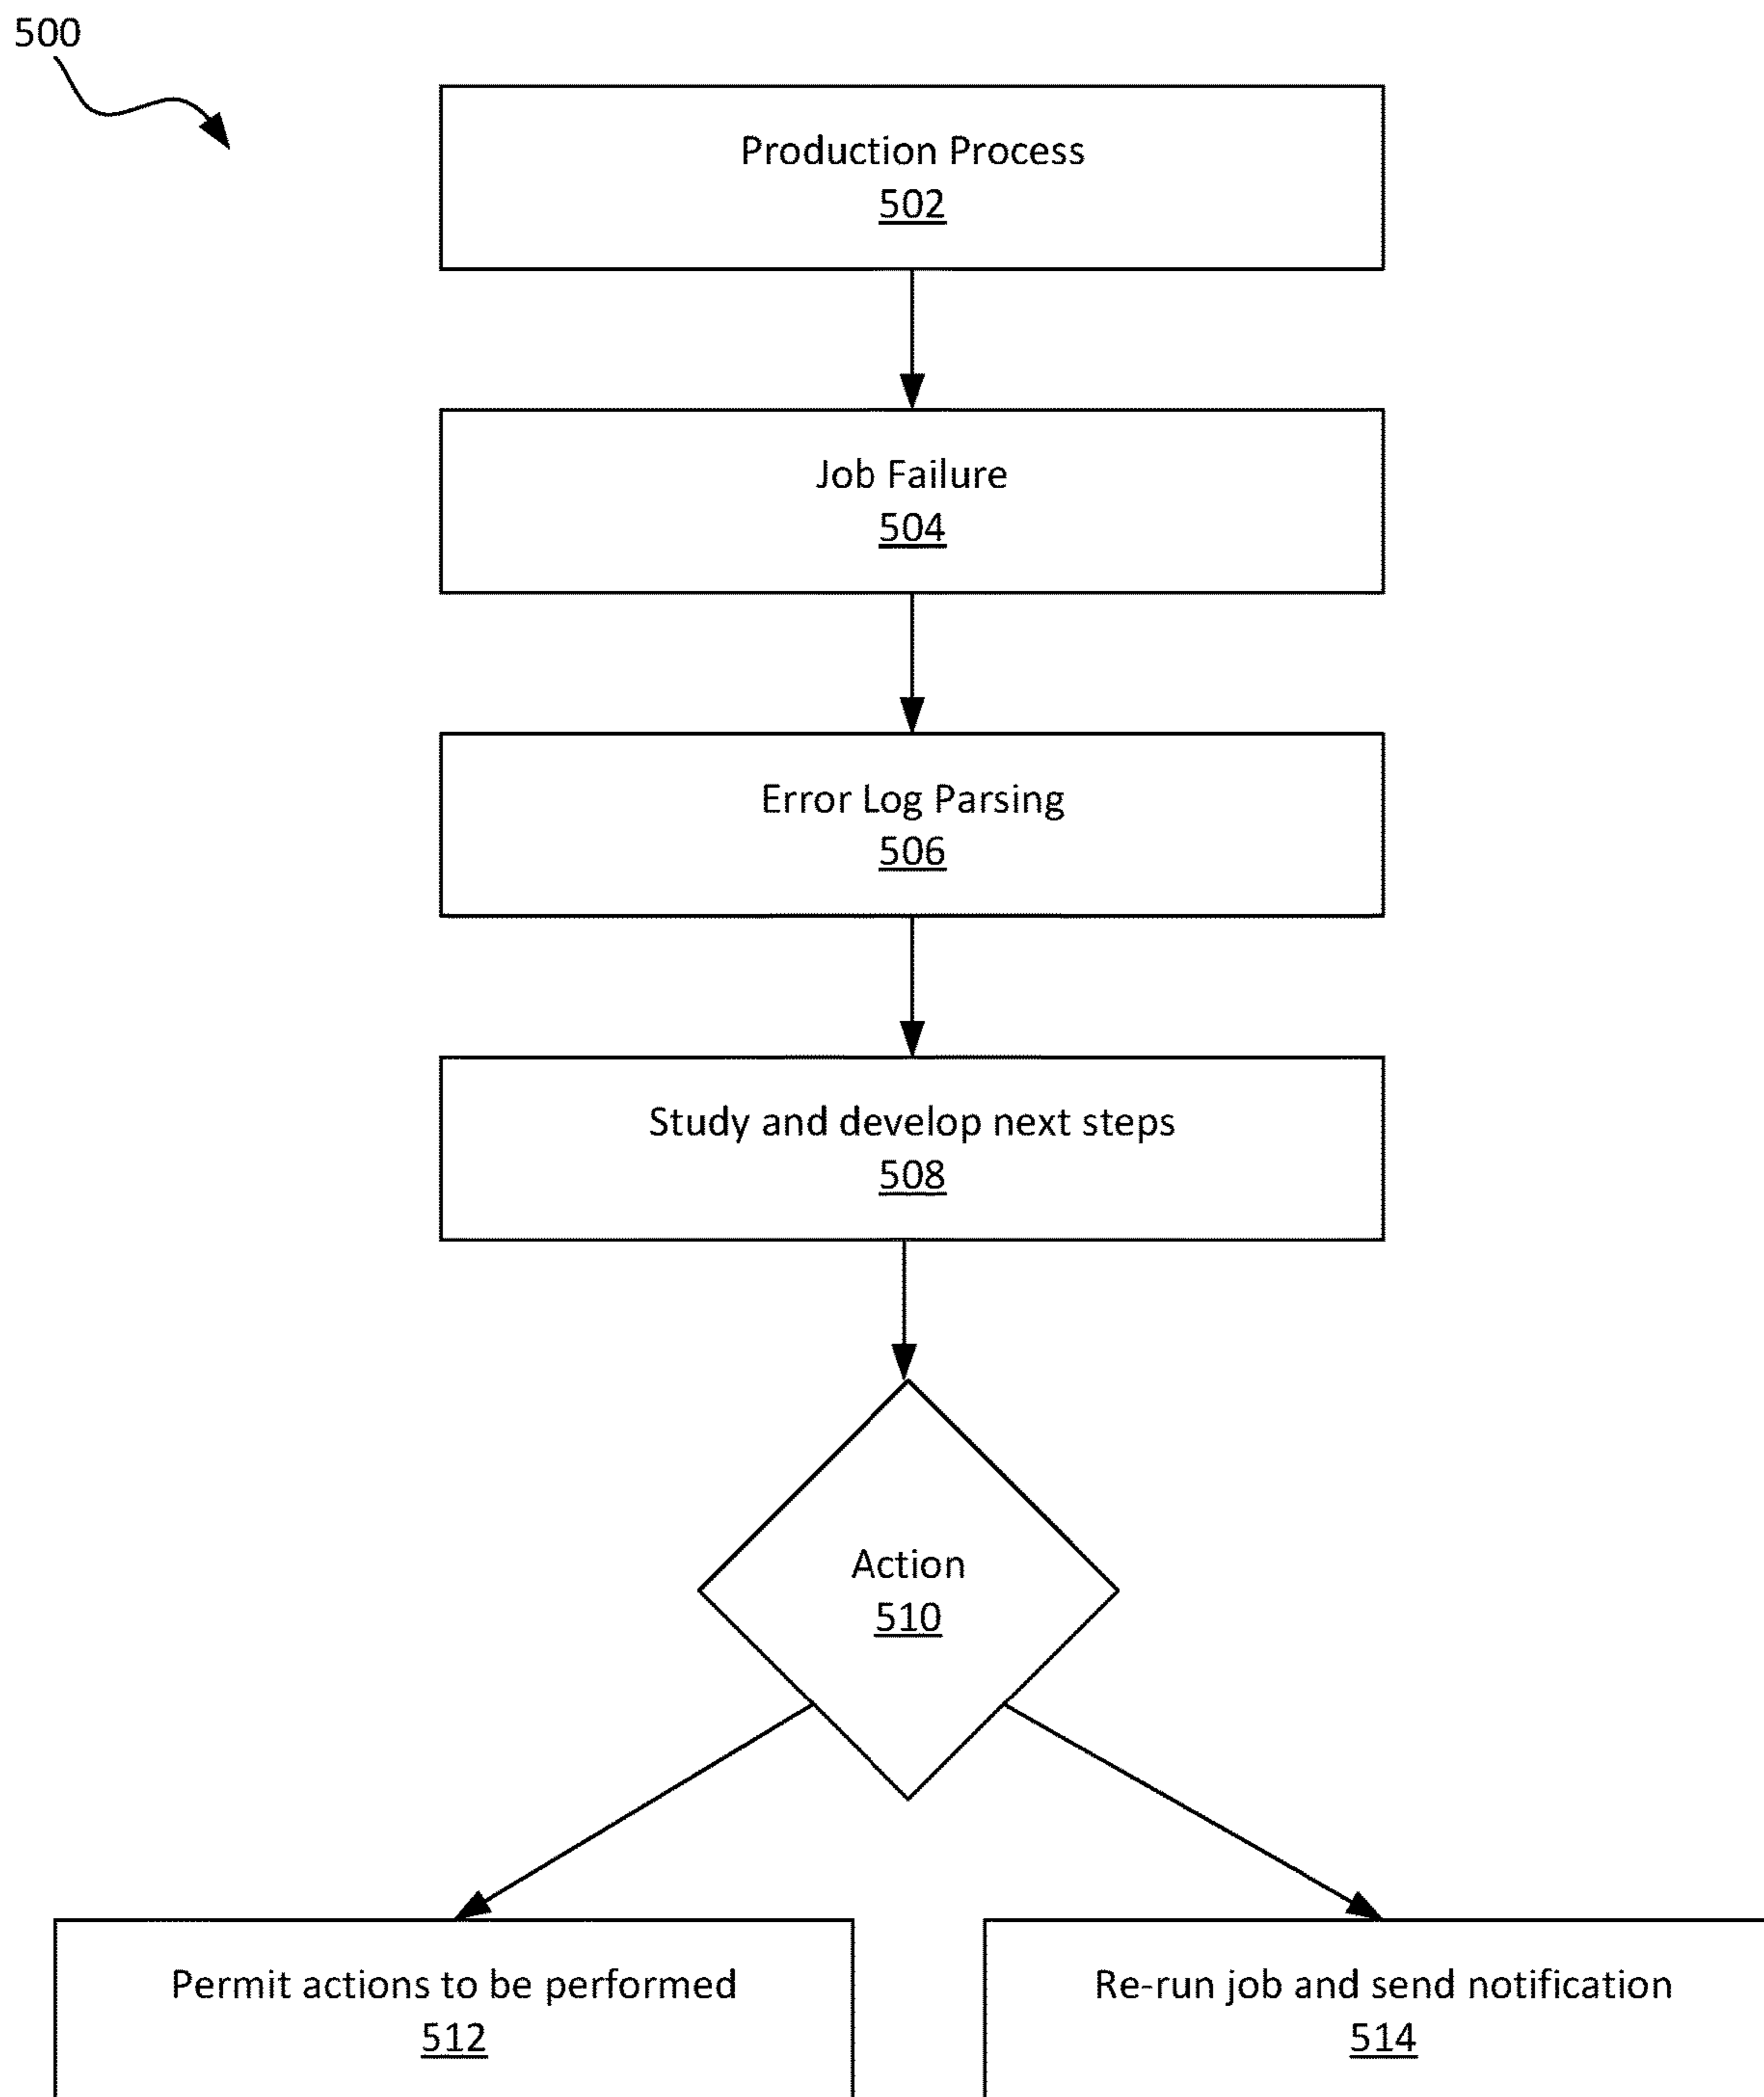 500
Production Process
502
Job Failure
504
Error Log Parsing
506
Study and develop next steps
508
Action
510
Permit actions to be performed
512
Re-run job and send notification
514